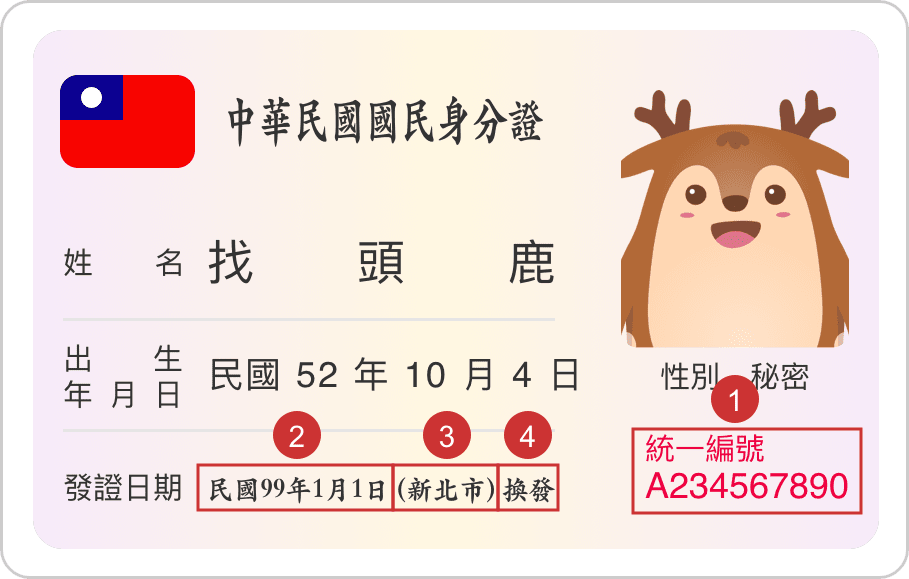 中華民國國民身分證
姓名 找頭鹿
出生年月日 民國 52 年 10 月 4 日
性別 秘密
1
2 3 4
發證日期 民國99年1月1日 (新北市) 換發
統一編號
A234567890